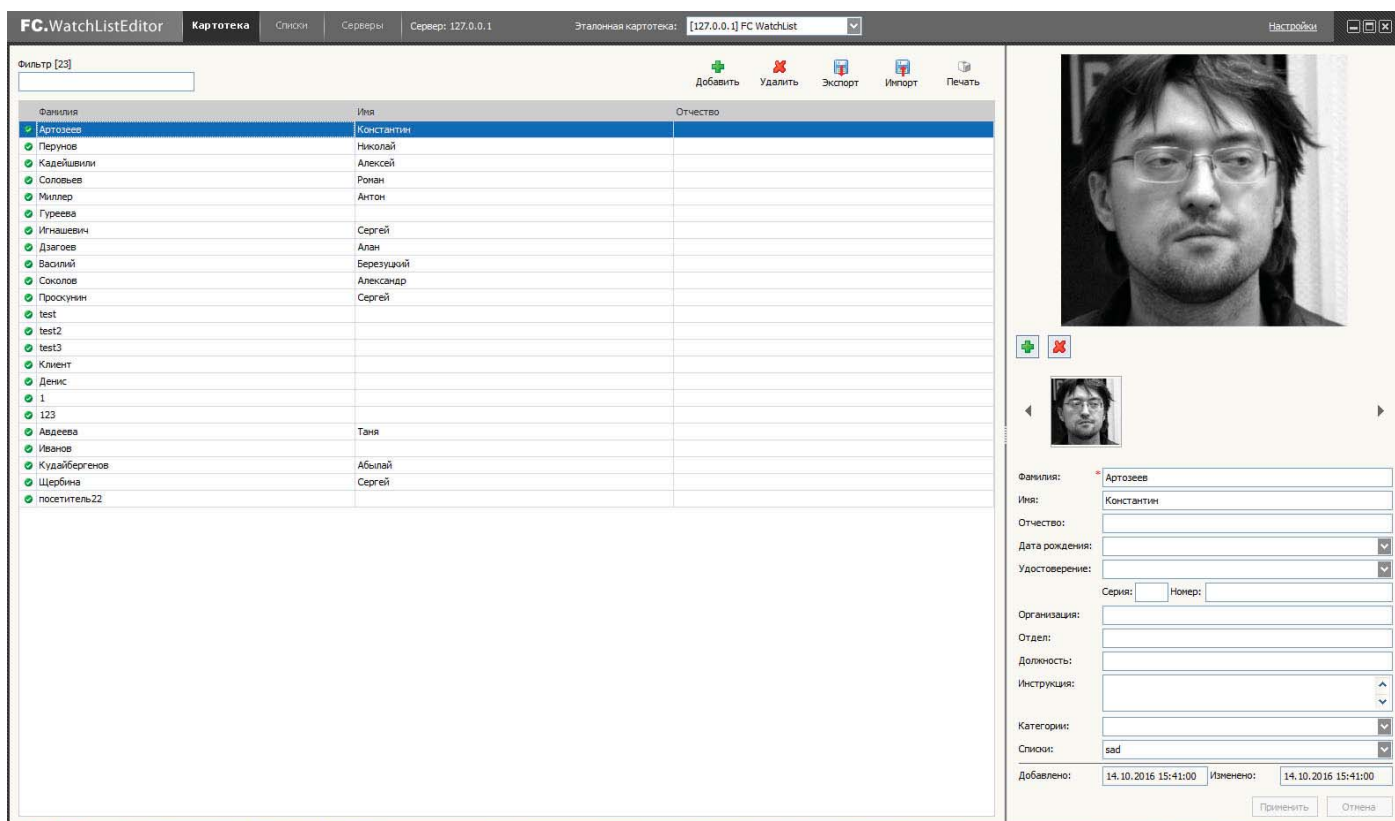 FC.WatchListEditor Картотека Списки Серверы Сервер: 127.0.0.1 Эталонная картотека: [127.0.0.1] FC WatchList Настройки
Фильтр [23]
Добавить Удалить Экспорт Импорт Печать
Фамилия Имя Отчество
Артозеев Константин
Перунов Николай
Кадейшвили Алексей
Соловьев Роман
Миллер Антон
Гуреева
Игнашевич Сергей
Дзагоев Алан
Василий Березуцкий
Соколов Александр
Проскунин Сергей
test
test2
test3
Клиент
Денис
1
123
Авдеева Таня
Иванов
Кудайбергенов Абылай
Щербина Сергей
посетитель22
Фамилия: * Артозеев
Имя: Константин
Отчество:
Дата рождения:
Удостоверение:
Серия: Номер:
Организация:
Отдел:
Должность:
Инструкция:
Категории:
Списки: sad
Добавлено: 14.10.2016 15:41:00 Изменено: 14.10.2016 15:41:00
Применить Отмена